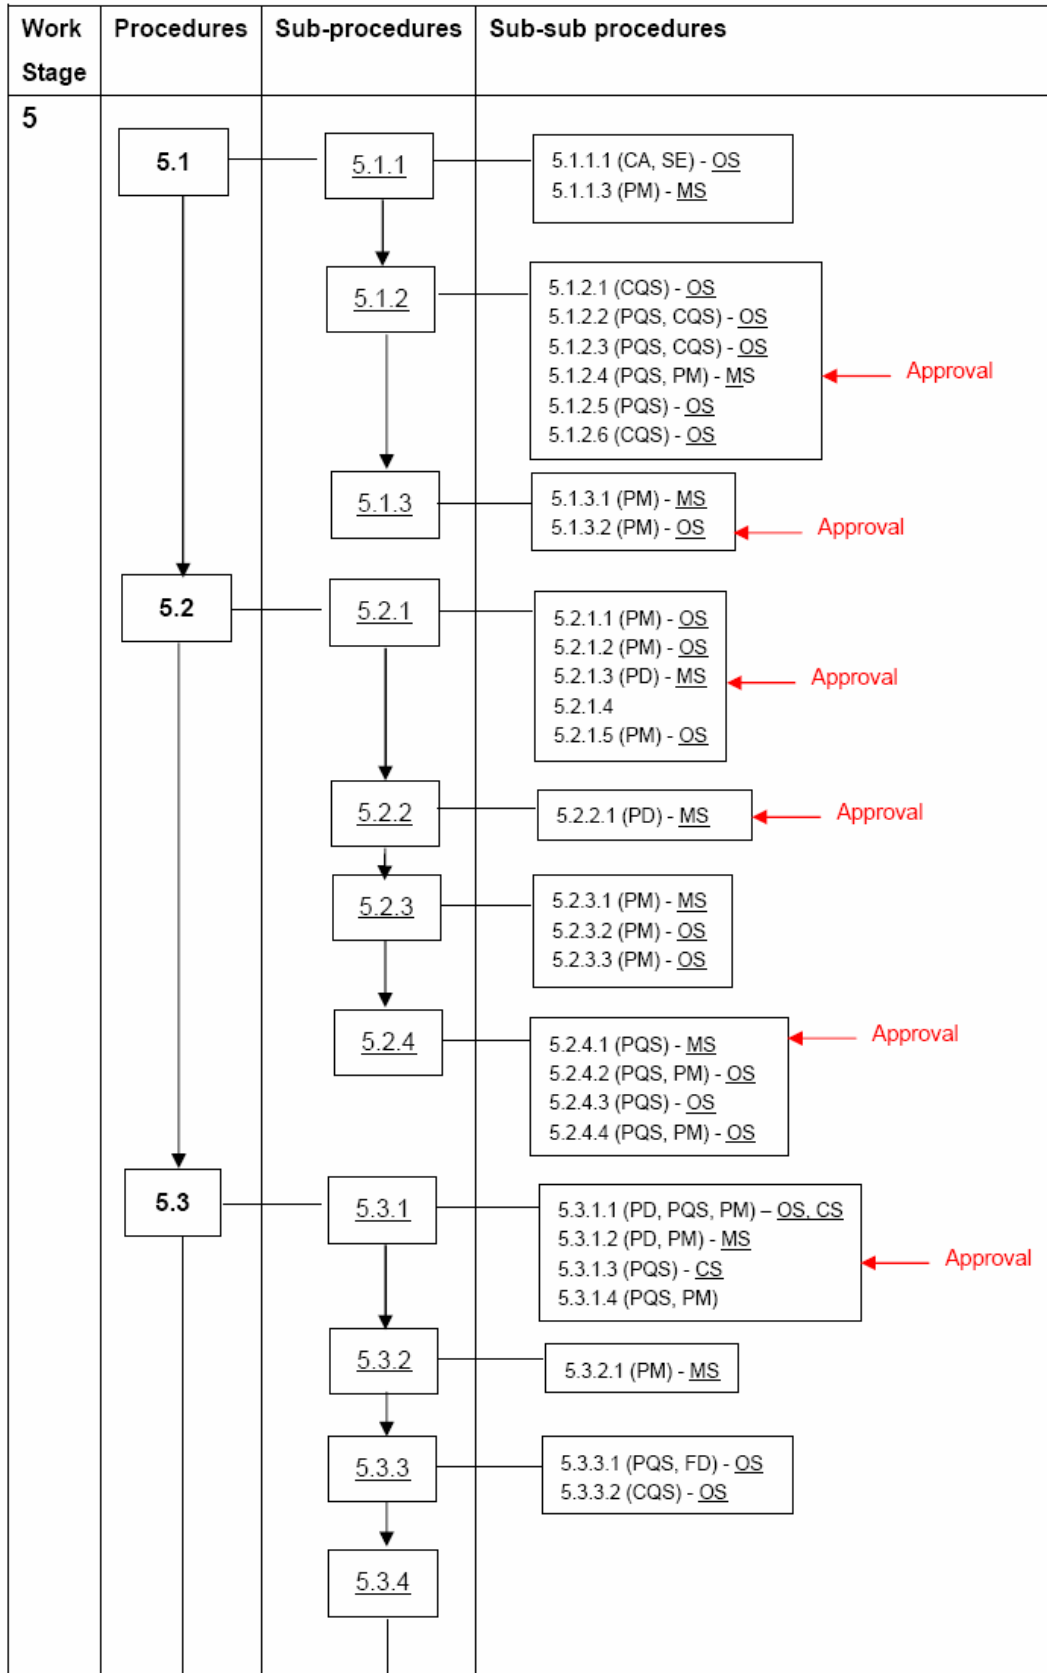 Work Stage
Procedures
Sub-procedures
Sub-sub procedures
5
5.1
5.1.1
5.1.1.1 (CA, SE) - OS
5.1.1.3 (PM) - MS
5.1.2
5.1.2.1 (CQS) - OS
5.1.2.2 (PQS, CQS) - OS
5.1.2.3 (PQS, CQS) - OS
5.1.2.4 (PQS, PM) - MS
5.1.2.5 (PQS) - OS
5.1.2.6 (CQS) - OS
Approval
5.1.3
5.1.3.1 (PM) - MS
5.1.3.2 (PM) - OS
Approval
5.2
5.2.1
5.2.1.1 (PM) - OS
5.2.1.2 (PM) - OS
5.2.1.3 (PD) - MS
5.2.1.4
5.2.1.5 (PM) - OS
Approval
5.2.2
5.2.2.1 (PD) - MS
Approval
5.2.3
5.2.3.1 (PM) - MS
5.2.3.2 (PM) - OS
5.2.3.3 (PM) - OS
5.2.4
5.2.4.1 (PQS) - MS
5.2.4.2 (PQS, PM) - OS
5.2.4.3 (PQS) - OS
5.2.4.4 (PQS, PM) - OS
Approval
5.3
5.3.1
5.3.1.1 (PD, PQS, PM) – OS, CS
5.3.1.2 (PD, PM) - MS
5.3.1.3 (PQS) - CS
5.3.1.4 (PQS, PM)
Approval
5.3.2
5.3.2.1 (PM) - MS
5.3.3
5.3.3.1 (PQS, FD) - OS
5.3.3.2 (CQS) - OS
5.3.4